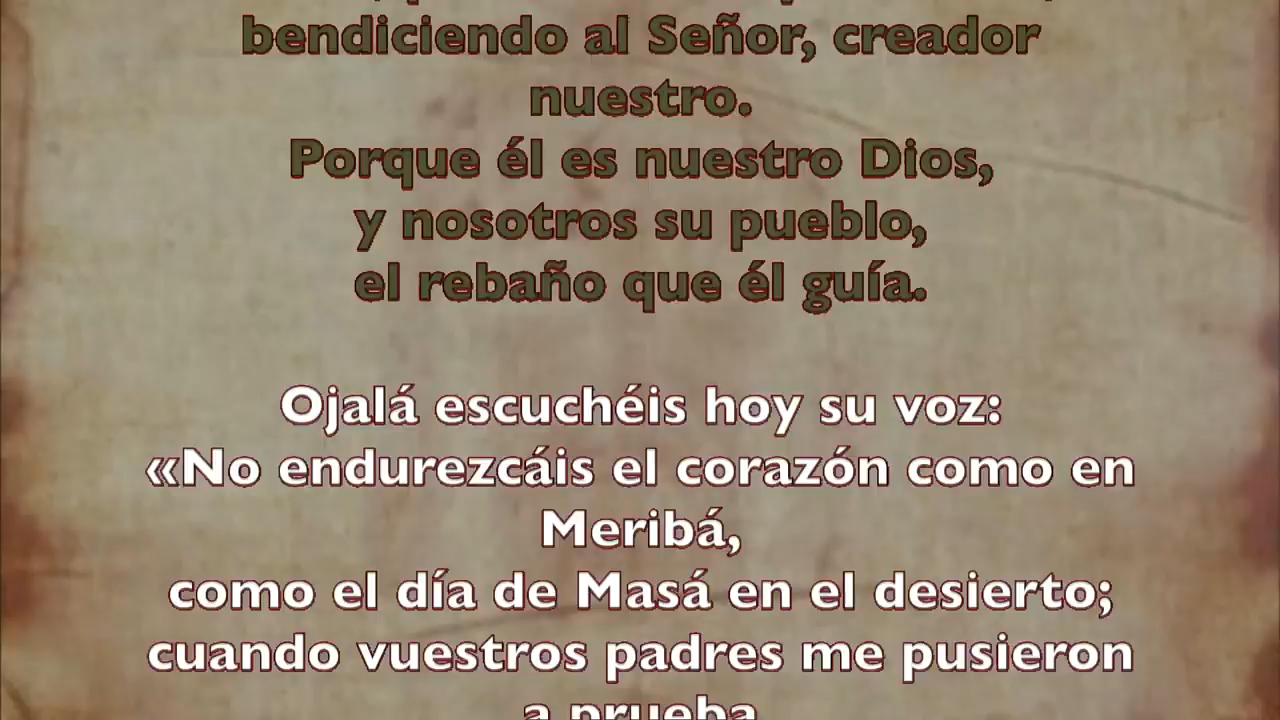 bendiciendo al Señor, creador
nuestro.
Porque él es nuestro Dios,
y nosotros su pueblo,
el rebaño que él guía.
Ojalá escuchéis hoy su voz:
«No endurezcáis el corazón como en
Meribá,
como el día de Masá en el desierto;
cuando vuestros padres me pusieron
a prueba